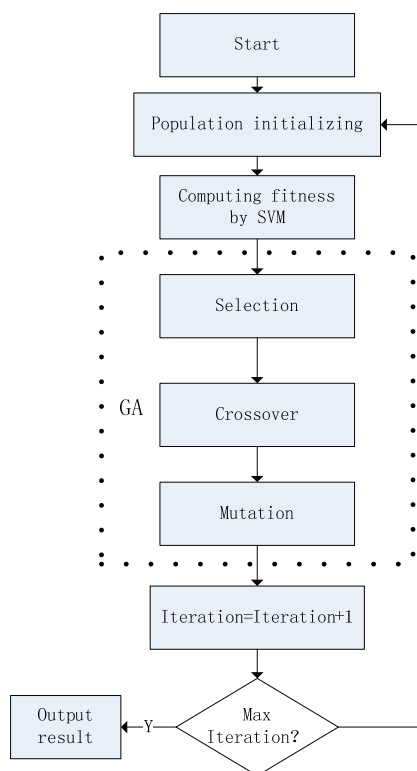 Start
Population initializing
Computing fitness
by SVM
Selection
GA
Crossover
Mutation
Iteration=Iteration+1
Output
result
Y
Max
Iteration?